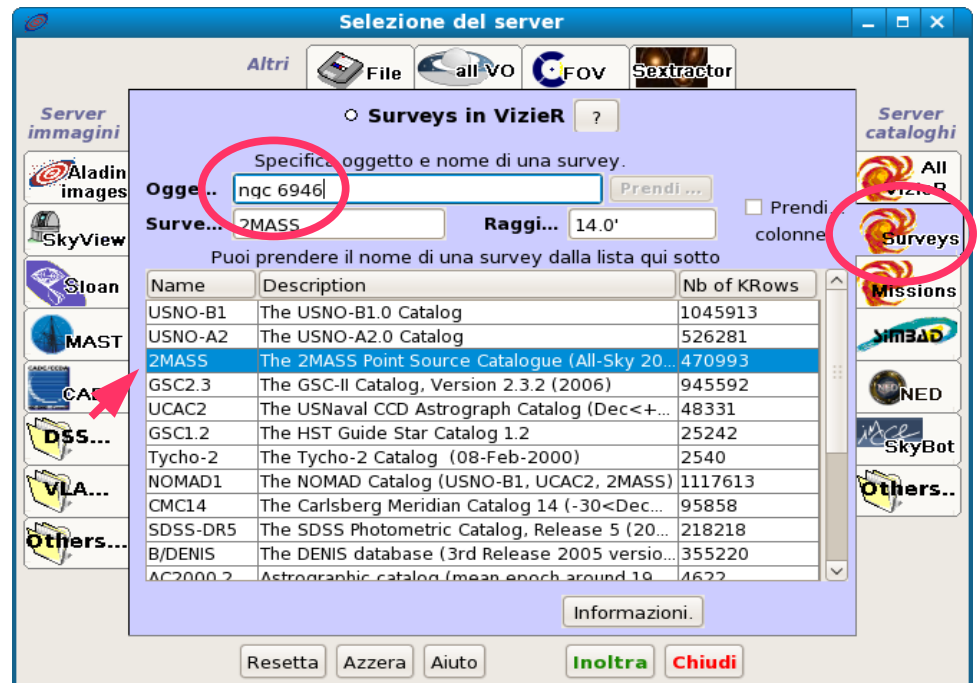 Selezione del server
Altri
File
all VO
FOV
Sextractor
Server immagini
Server cataloghi
Aladin images
SkyView
Sloan
MAST
DSS...
VLA...
Others...
Surveys in VizieR ?
Specifica oggetto e nome di una survey.
Ogge... ngc 6946 Prendi ...
Surve... 2MASS Raggi... 14.0'
Prendi...
colonne
Puoi prendere il nome di una survey dalla lista qui sotto
Name Description Nb of KRows
USNO-B1 The USNO-B1.0 Catalog 1045913
USNO-A2 The USNO-A2.0 Catalog 526281
2MASS The 2MASS Point Source Catalogue (All-Sky 20... 470993
GSC2.3 The GSC-II Catalog, Version 2.3.2 (2006) 945592
UCAC2 The USNaval CCD Astrograph Catalog (Dec<+... 48331
GSC1.2 The HST Guide Star Catalog 1.2 25242
Tycho-2 The Tycho-2 Catalog (08-Feb-2000) 2540
NOMAD1 The NOMAD Catalog (USNO-B1, UCAC2, 2MASS) 1117613
CMC14 The Carlsberg Meridian Catalog 14 (-30<Dec... 95858
SDSS-DR5 The SDSS Photometric Catalog, Release 5 (20... 218218
B/DENIS The DENIS database (3rd Release 2005 versio... 355220
AC2000.2 Astrographic catalog (mean epoch around 19... 4622
Informazioni.
All
VizieR
Surveys
Missions
SIMBAD
NED
SkyBot
Others..
Resetta Azzera Aiuto Inoltra Chiudi